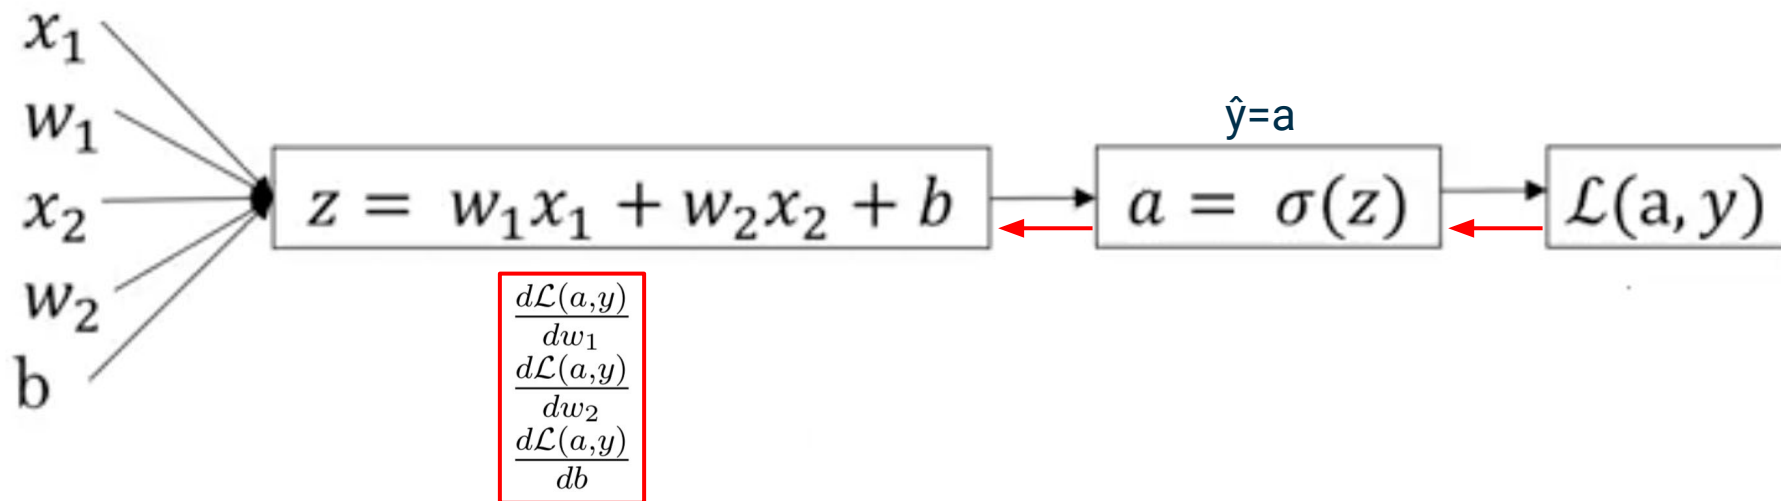 x₁
w₁
x₂
w₂
b
z = w₁x₁ + w₂x₂ + b
ŷ=a
a = σ(z)
ℒ(a, y)
dℒ(a,y)
dw₁
dℒ(a,y)
dw₂
dℒ(a,y)
db